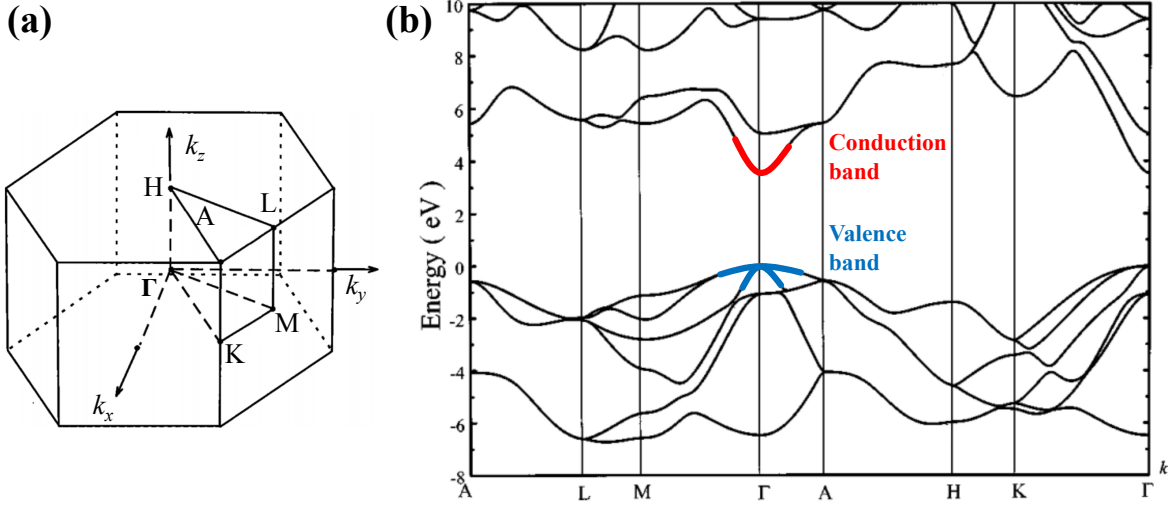 (a)
k_z
H
A
L
Γ
k_y
M
K
k_x
(b)
Energy ( eV)
10
8
6
4
2
0
-2
-4
-6
-8
Conduction
band
Valence
band
k
A L M Γ A H K Γ